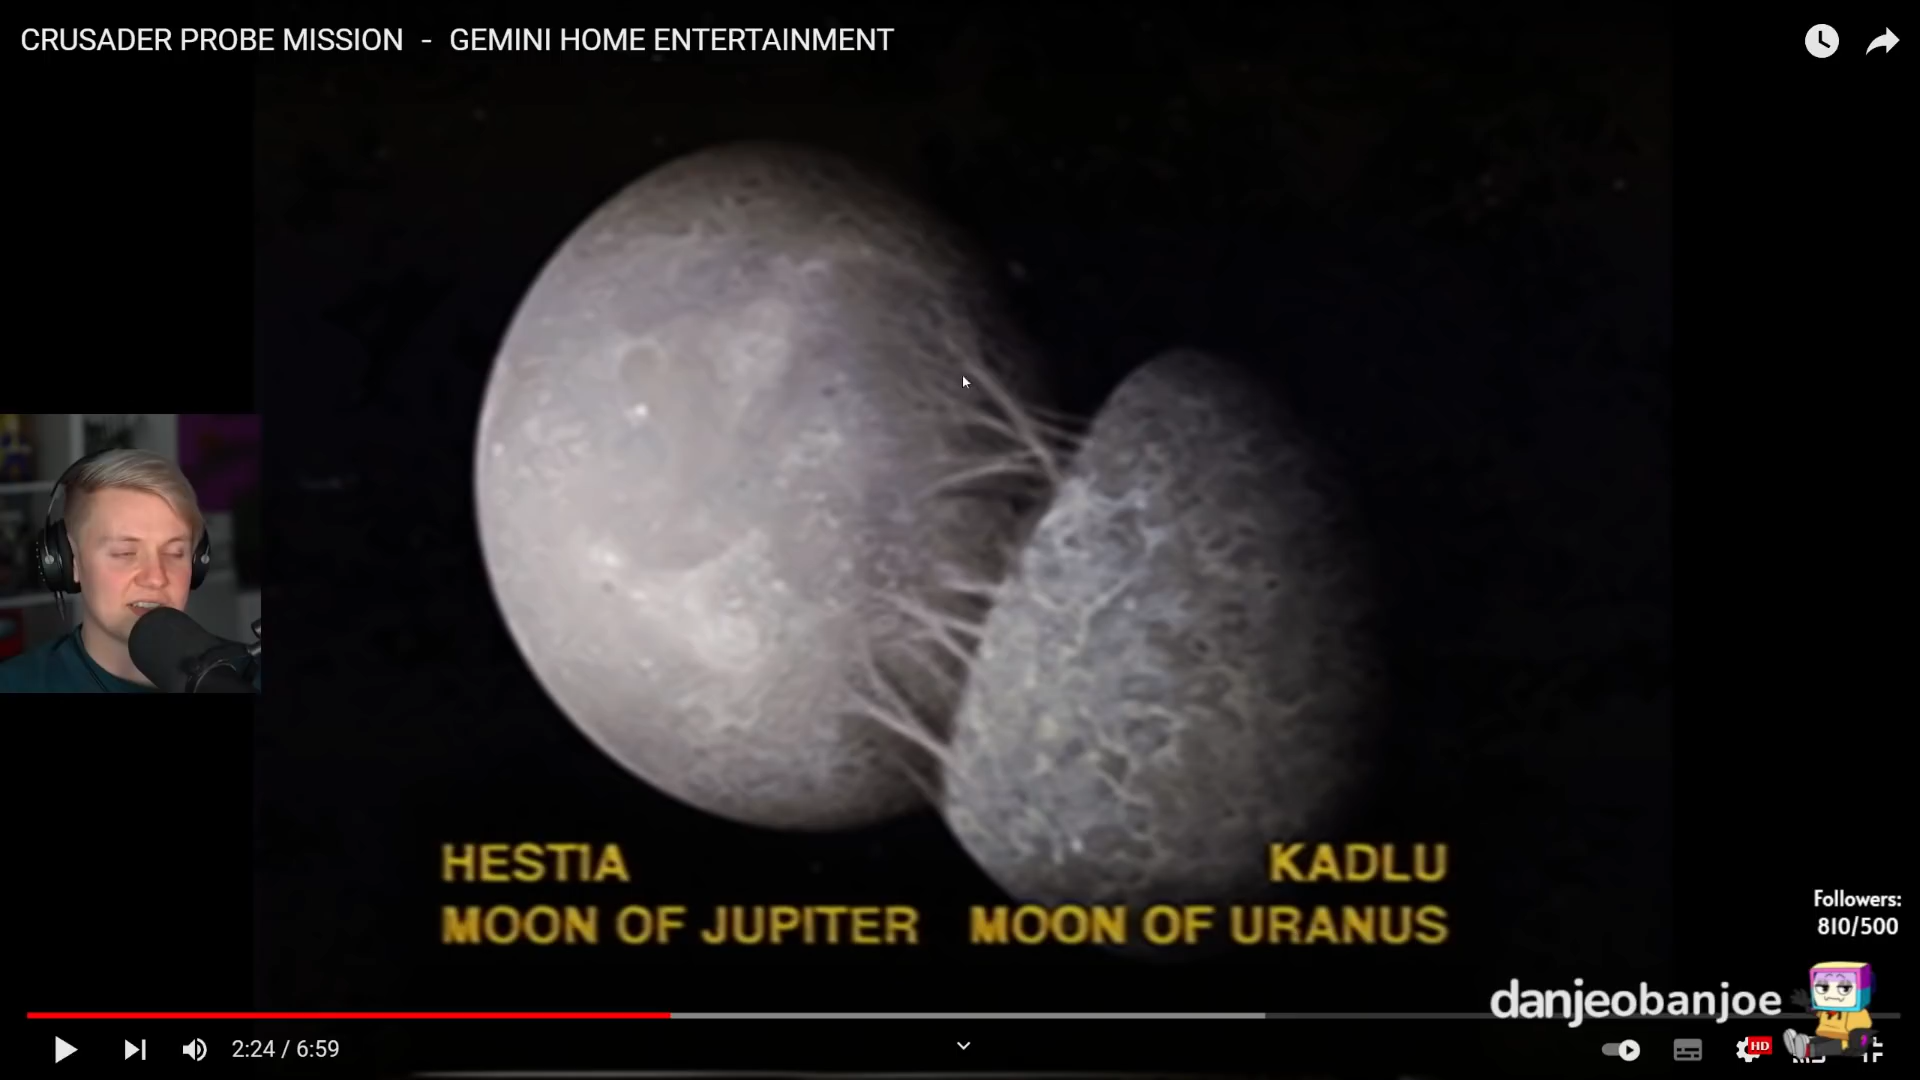 CRUSADER PROBE MISSION - GEMINI HOME ENTERTAINMENT
HESTIA
MOON OF JUPITER
KADLU
MOON OF URANUS
Followers:
810/500
danjeobanjoe
2:24 / 6:59
HD